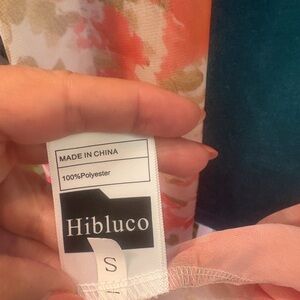 MADE IN CHINA
100%Polyester
Hibluco
S